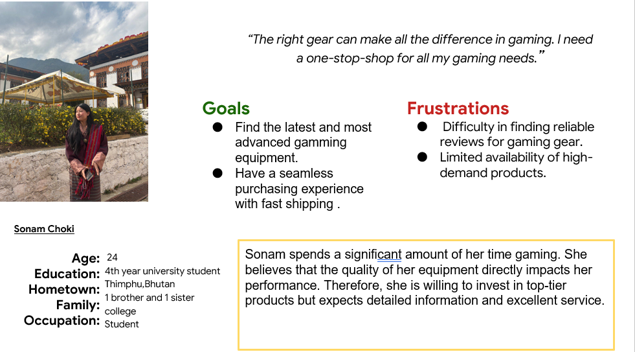 “The right gear can make all the difference in gaming. I need
a one-stop-shop for all my gaming needs.”
Goals
● Find the latest and most
advanced gamming
equipment.
● Have a seamless
purchasing experience
with fast shipping .
Frustrations
● Difficulty in finding reliable
reviews for gaming gear.
● Limited availability of high-
demand products.
Sonam Choki
Age: 24
Education: 4th year university student
Hometown: Thimphu,Bhutan
Family: 1 brother and 1 sister
college
Occupation: Student
Sonam spends a significant amount of her time gaming. She
believes that the quality of her equipment directly impacts her
performance. Therefore, she is willing to invest in top-tier
products but expects detailed information and excellent service.